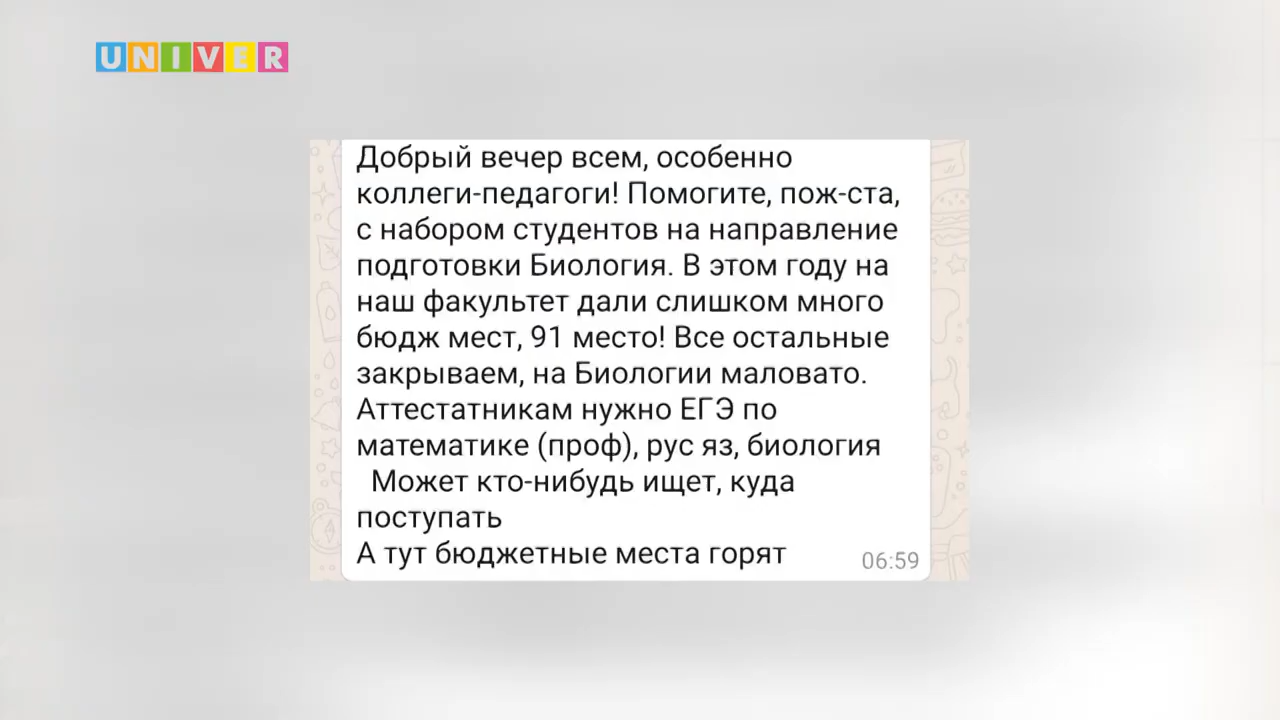 UNIVER
Добрый вечер всем, особенно
коллеги-педагоги! Помогите, пож-ста,
с набором студентов на направление
подготовки Биология. В этом году на
наш факультет дали слишком много
бюдж мест, 91 место! Все остальные
закрываем, на Биологии маловато.
Аттестатникам нужно ЕГЭ по
математике (проф), рус яз, биология
Может кто-нибудь ищет, куда
поступать
А тут бюджетные места горят
06:59